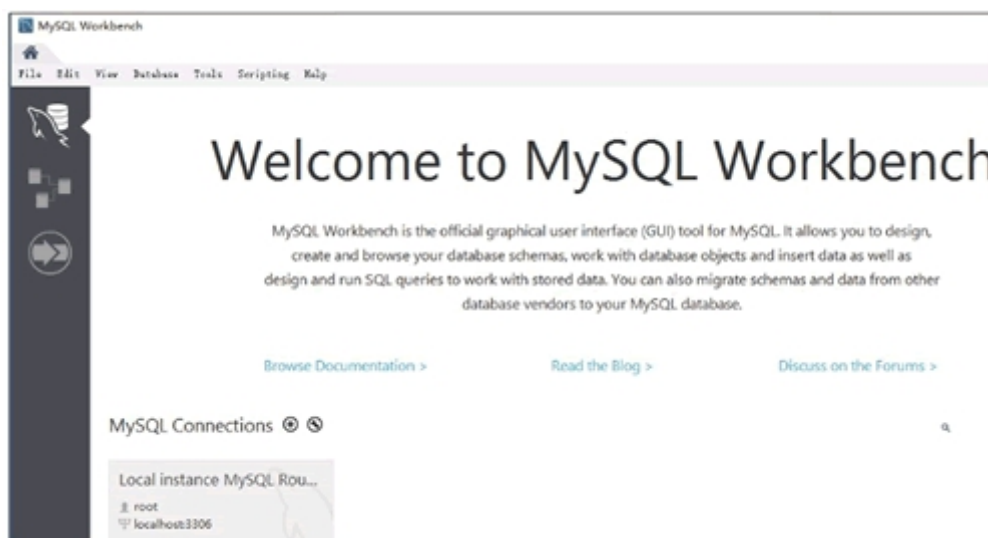 MySQL Workbench
File Edit View Database Tools Scripting Help
Welcome to MySQL Workbench
MySQL Workbench is the official graphical user interface (GUI) tool for MySQL. It allows you to design,
create and browse your database schemas, work with database objects and insert data as well as
design and run SQL queries to work with stored data. You can also migrate schemas and data from other
database vendors to your MySQL database.
Browse Documentation > Read the Blog > Discuss on the Forums >
MySQL Connections
Local instance MySQL Rou...
root
localhost:3306